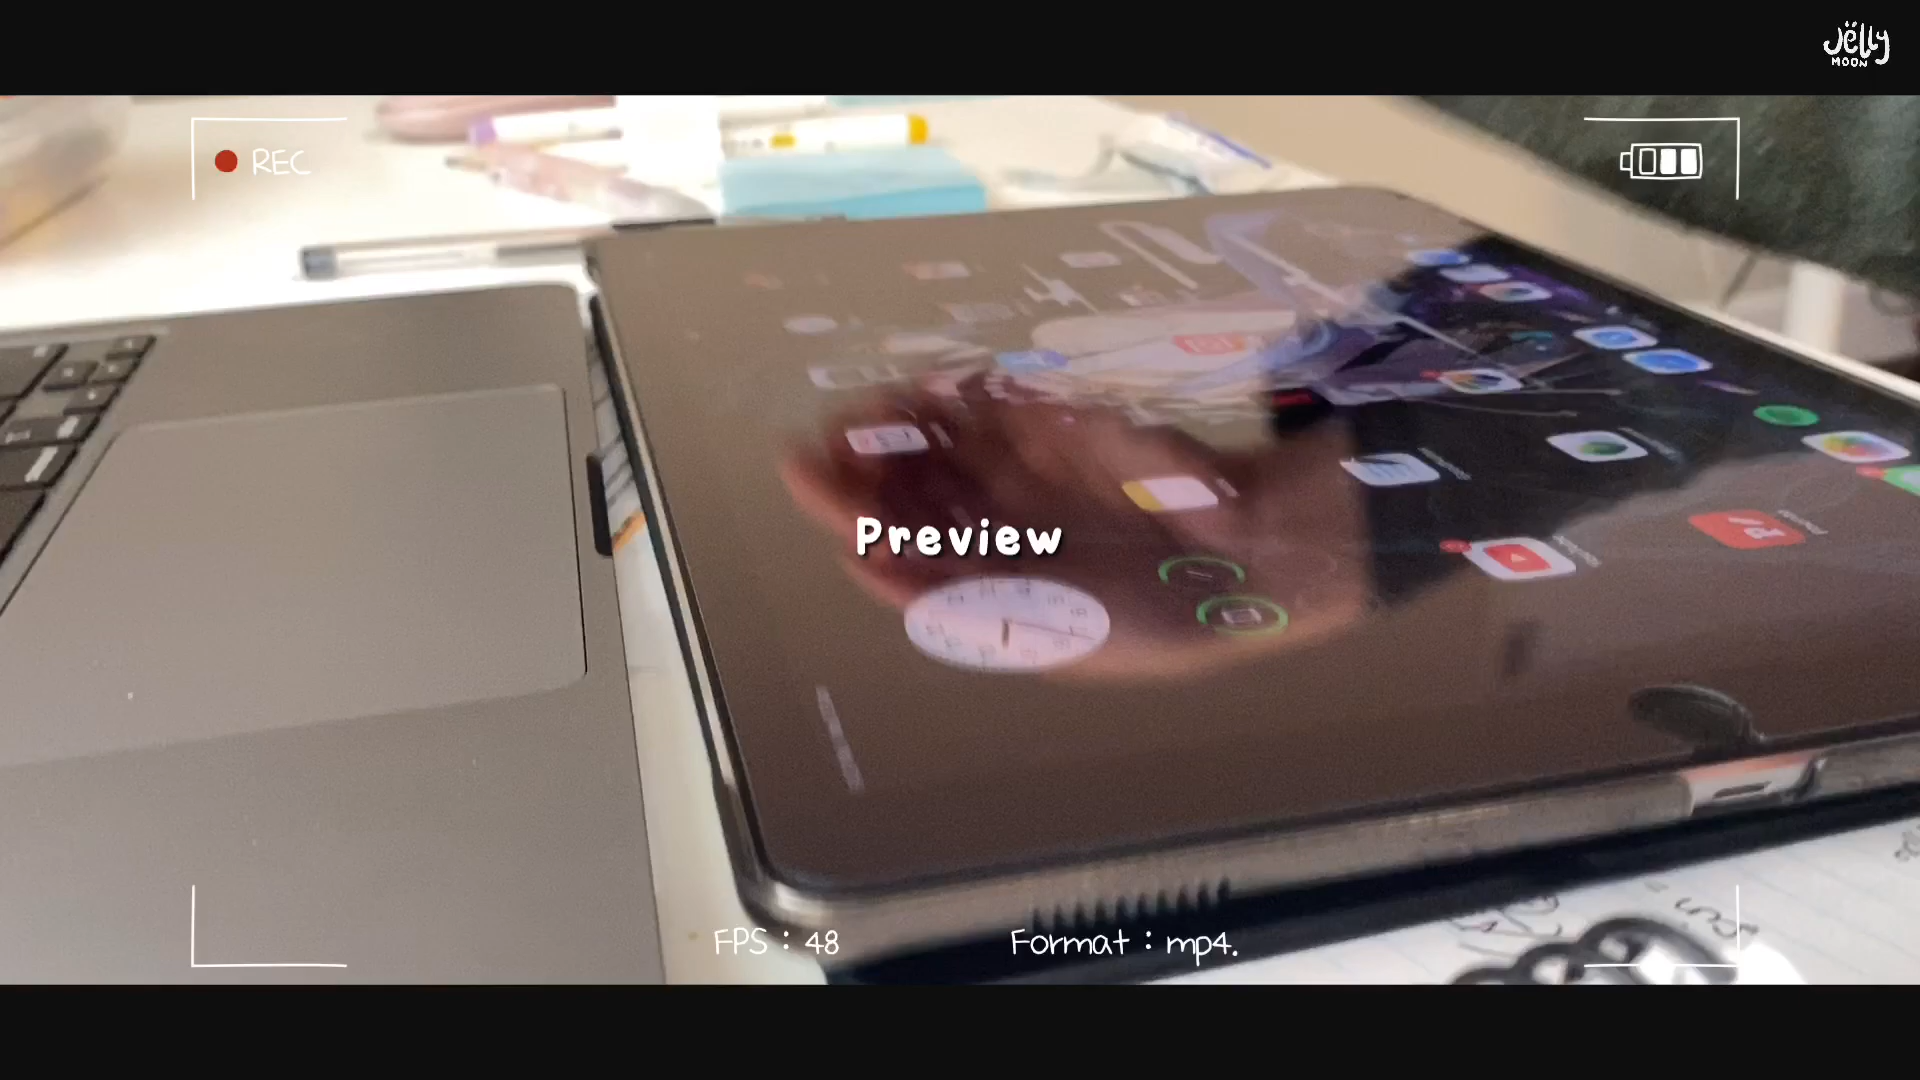 Jelly
MOON
REC
Preview
FPS : 48
Format : mp4.